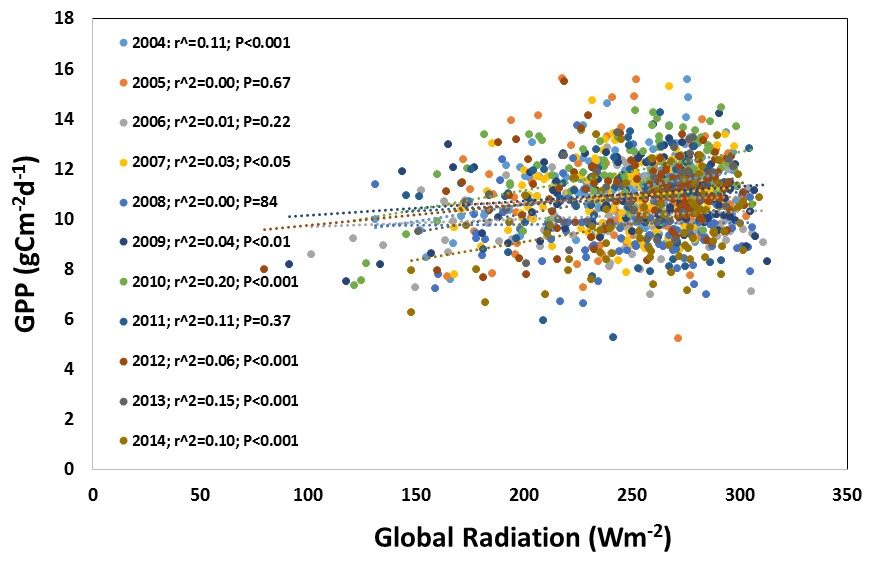 18
16
14
12
10
8
6
4
2
0
GPP (gCm-2d-1)
2004: r^=0.11; P<0.001
2005; r^2=0.00; P=0.67
2006; r^2=0.01; P=0.22
2007; r^2=0.03; P<0.05
2008; r^2=0.00; P=84
2009; r^2=0.04; P<0.01
2010; r^2=0.20; P<0.001
2011; r^2=0.11; P=0.37
2012; r^2=0.06; P<0.001
2013; r^2=0.15; P<0.001
2014; r^2=0.10; P<0.001
0 50 100 150 200 250 300 350
Global Radiation (Wm-2)